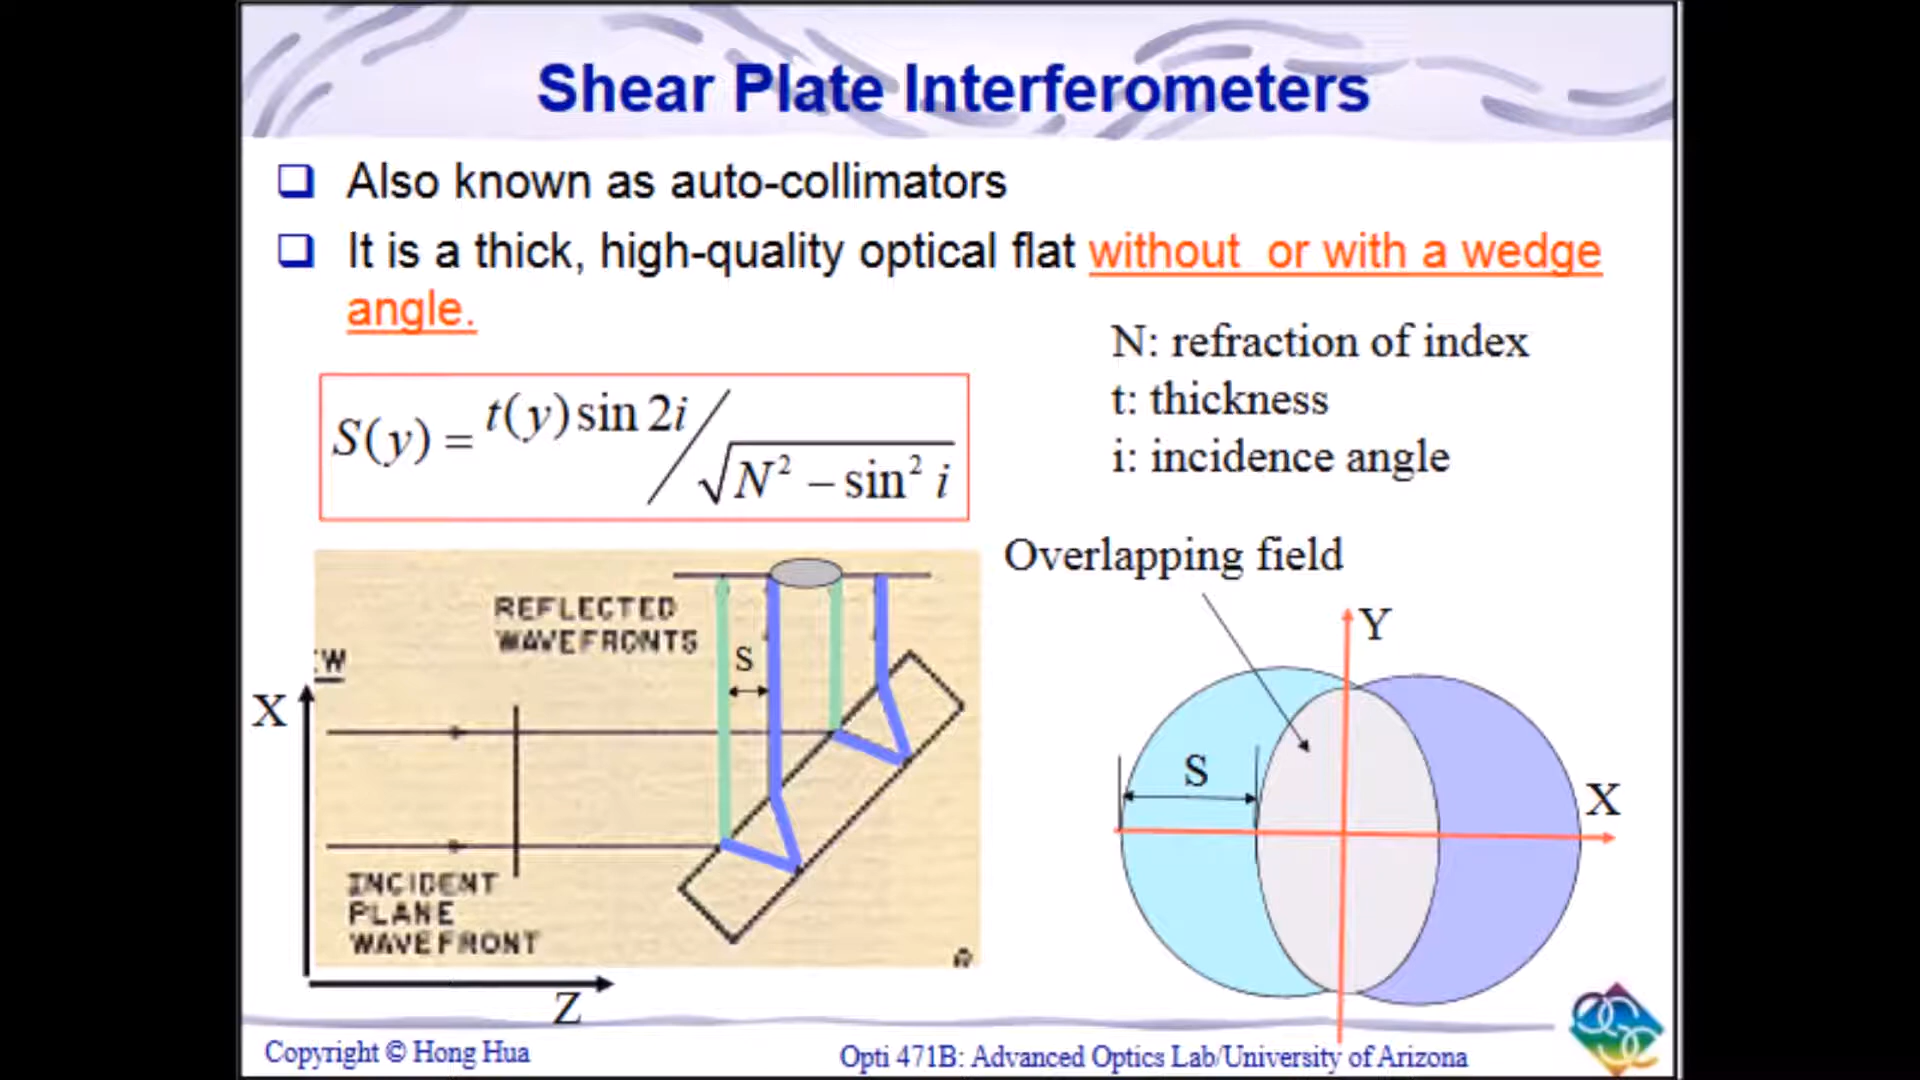 Shear Plate Interferometers
Also known as auto-collimators
It is a thick, high-quality optical flat without or with a wedge
angle.
N: refraction of index
t: thickness
i: incidence angle
S(y) = t(y) sin 2i / √(N² – sin² i)
Overlapping field
REFLECTED
WAVEFRONTS
S
X
Y
S
X
INCIDENT
PLANE
WAVEFRONT
Z
Copyright © Hong Hua
Opti 471B: Advanced Optics Lab/University of Arizona